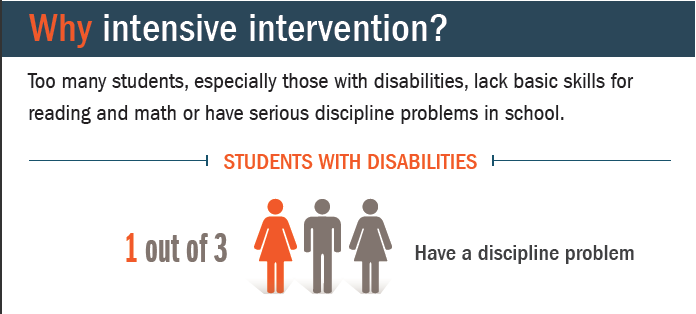 Why intensive intervention?
Too many students, especially those with disabilities, lack basic skills for
reading and math or have serious discipline problems in school.
STUDENTS WITH DISABILITIES
1 out of 3
Have a discipline problem